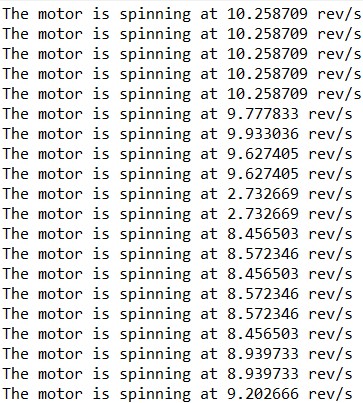 The motor is spinning at 10.258709 rev/s
The motor is spinning at 10.258709 rev/s
The motor is spinning at 10.258709 rev/s
The motor is spinning at 10.258709 rev/s
The motor is spinning at 10.258709 rev/s
The motor is spinning at 9.777833 rev/s
The motor is spinning at 9.933036 rev/s
The motor is spinning at 9.627405 rev/s
The motor is spinning at 9.627405 rev/s
The motor is spinning at 2.732669 rev/s
The motor is spinning at 2.732669 rev/s
The motor is spinning at 8.456503 rev/s
The motor is spinning at 8.572346 rev/s
The motor is spinning at 8.456503 rev/s
The motor is spinning at 8.572346 rev/s
The motor is spinning at 8.572346 rev/s
The motor is spinning at 8.456503 rev/s
The motor is spinning at 8.939733 rev/s
The motor is spinning at 8.939733 rev/s
The motor is spinning at 9.202666 rev/s